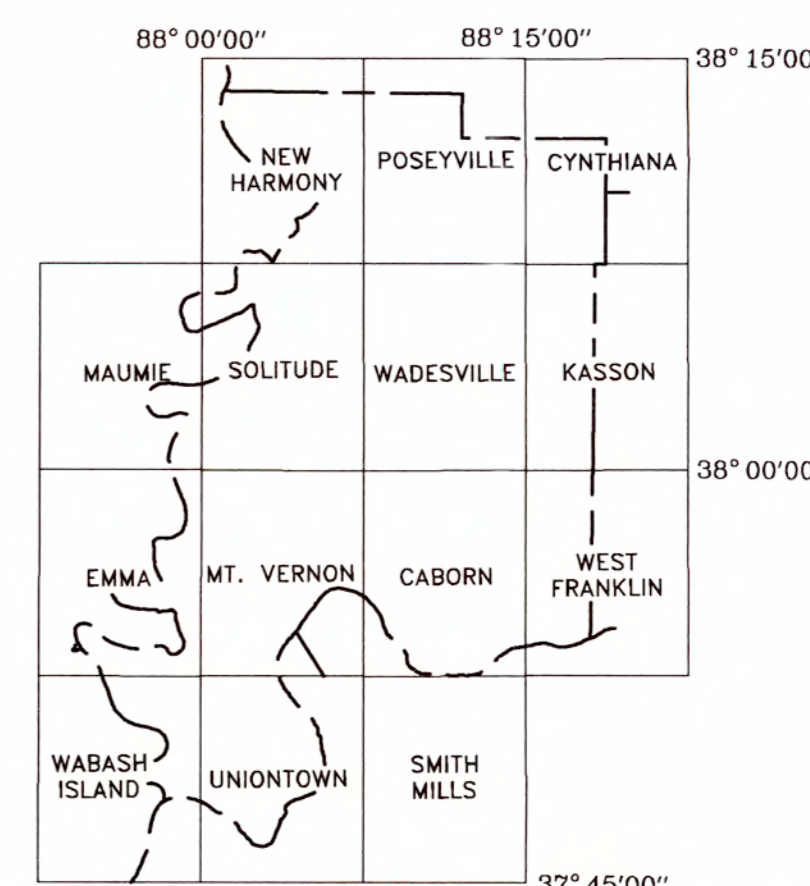 88° 00'00"
88° 15'00"
38° 15'00
NEW
HARMONY
POSEYVILLE
CYNTHIANA
MAUMIE
SOLITUDE
WADESVILLE
KASSON
38° 00'00
EMMA
MT. VERNON
CABORN
WEST
FRANKLIN
WABASH
ISLAND
UNIONTOWN
SMITH
MILLS
37° 45'00"